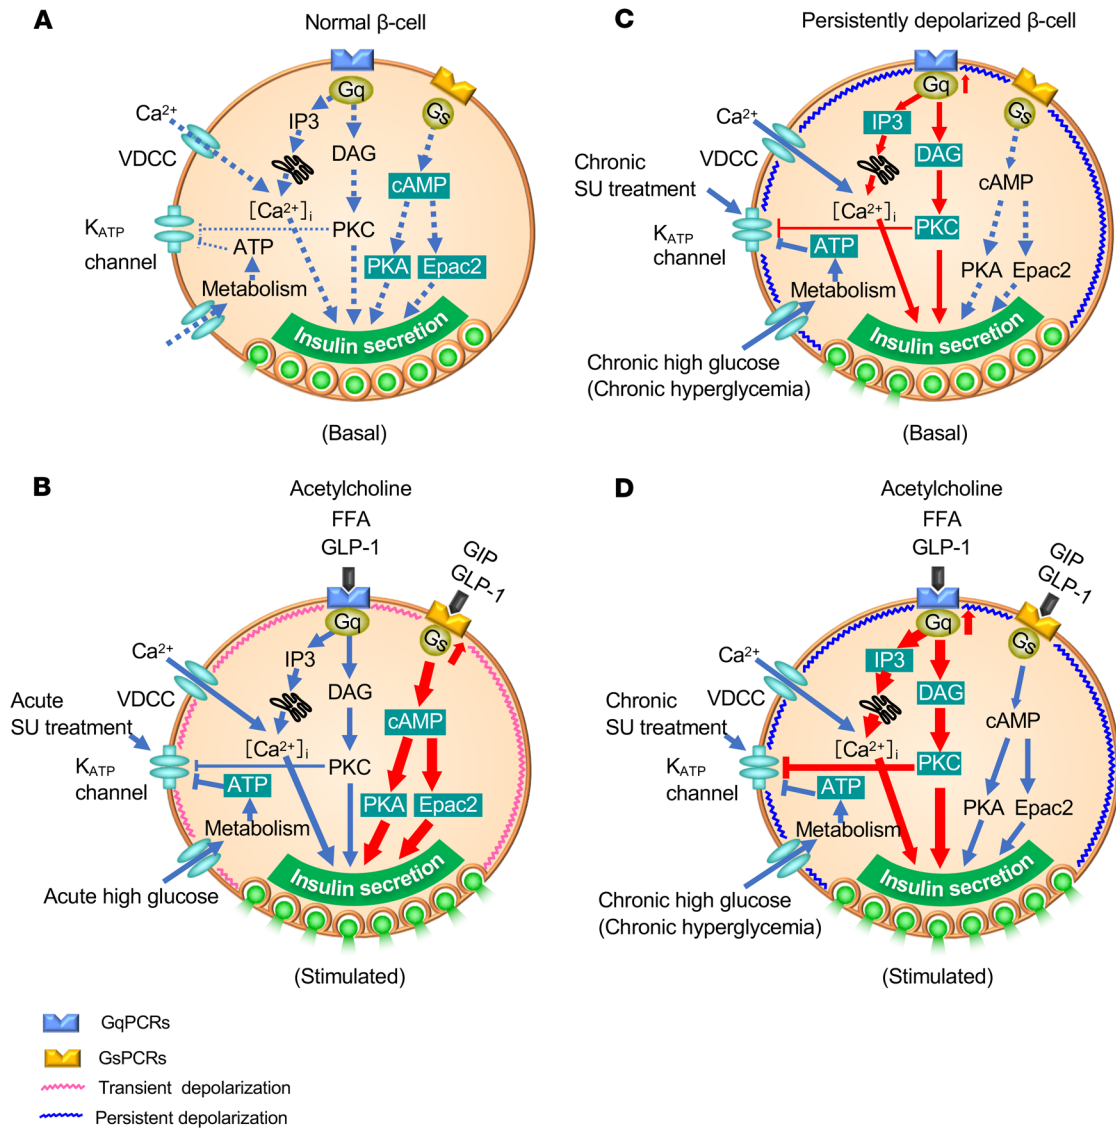 A
Normal β-cell
Gq
Gs
Ca2+
IP3
VDCC
DAG
cAMP
[Ca2+]i
KATP
channel
PKC
ATP
PKA
Epac2
Metabolism
Insulin secretion
(Basal)
C
Persistently depolarized β-cell
Gq
Gs
Ca2+
IP3
VDCC
DAG
Chronic
SU treatment
cAMP
[Ca2+]i
KATP
channel
PKC
ATP
PKA
Epac2
Metabolism
Insulin secretion
Chronic high glucose
(Chronic hyperglycemia)
(Basal)
B
Acetylcholine
FFA
GLP-1
GIP
GLP-1
Gq
Gs
Ca2+
IP3
VDCC
DAG
Acute
SU treatment
cAMP
[Ca2+]i
KATP
channel
PKC
ATP
PKA
Epac2
Metabolism
Insulin secretion
Acute high glucose
(Stimulated)
D
Acetylcholine
FFA
GLP-1
GIP
GLP-1
Gq
Gs
Ca2+
IP3
VDCC
DAG
Chronic
SU treatment
cAMP
[Ca2+]i
KATP
channel
PKC
ATP
PKA
Epac2
Metabolism
Insulin secretion
Chronic high glucose
(Chronic hyperglycemia)
(Stimulated)
GqPCRs
GsPCRs
Transient depolarization
Persistent depolarization